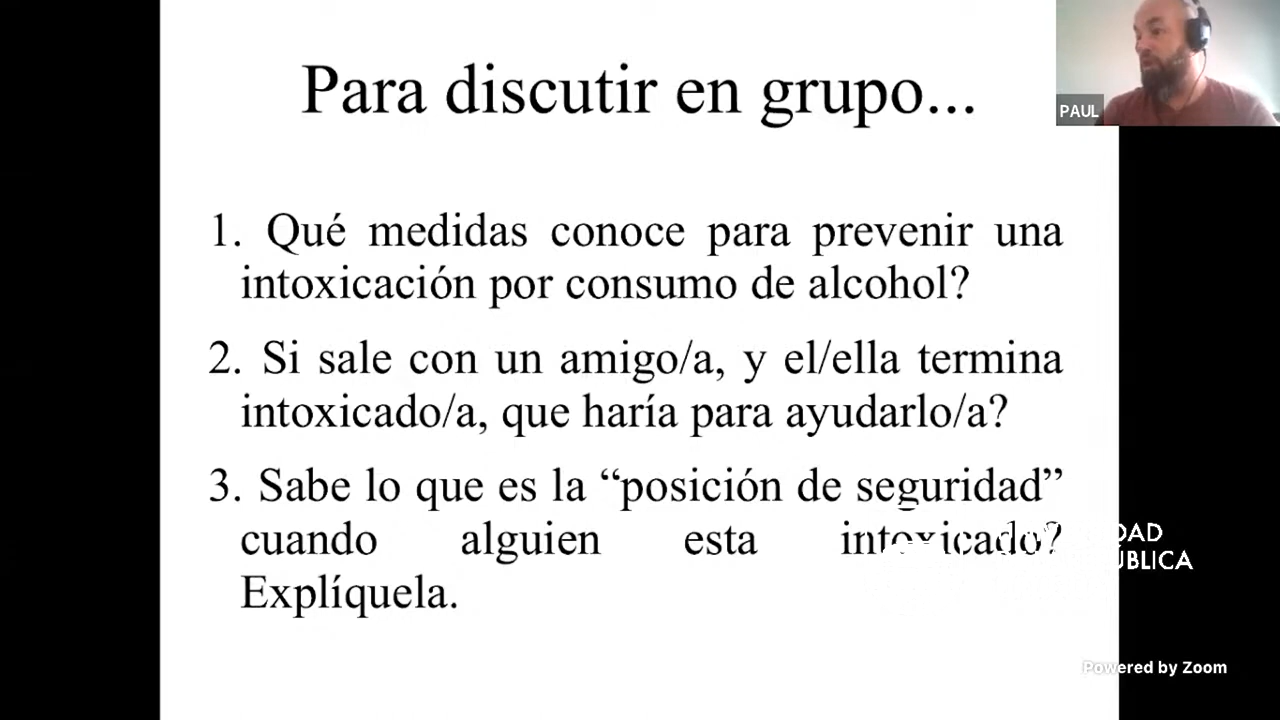 Para discutir en grupo...
PAUL
1. Qué medidas conoce para prevenir una
intoxicación por consumo de alcohol?
2. Si sale con un amigo/a, y el/ella termina
intoxicado/a, que haría para ayudarlo/a?
3. Sabe lo que es la “posición de seguridad”
cuando alguien esta intoxicado?
Explíquela.
Powered by Zoom